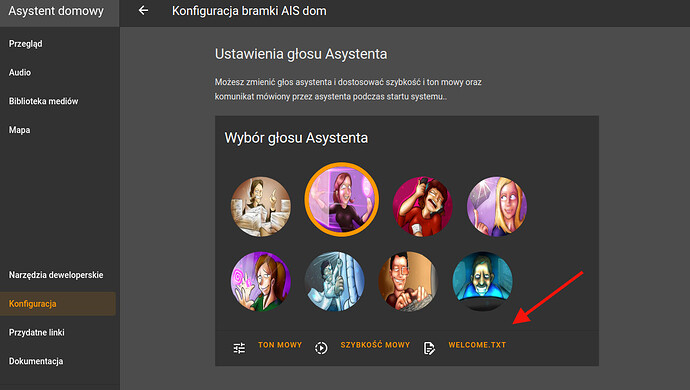 Asystent domowy
Konfiguracja bramki AIS dom
Przegląd
Audio
Biblioteka mediów
Mapa
Narzędzia deweloperskie
Konfiguracja
Przydatne linki
Dokumentacja
Ustawienia głosu Asystenta
Możesz zmienić głos asystenta i dostosować szybkość i ton mowy oraz
komunikat mówiony przez asystenta podczas startu systemu..
Wybór głosu Asystenta
TON MOWY
SZYBKOŚĆ MOWY
WELCOME.TXT